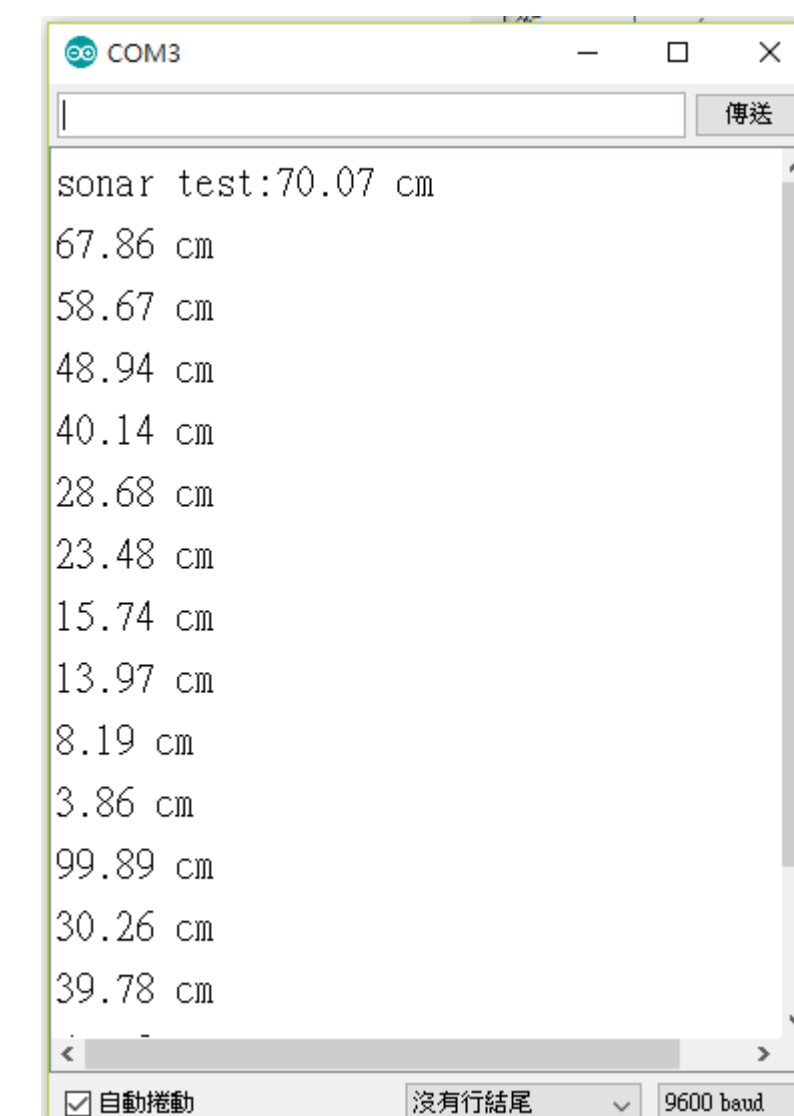 COM3
傳送
sonar test:70.07 cm
67.86 cm
58.67 cm
48.94 cm
40.14 cm
28.68 cm
23.48 cm
15.74 cm
13.97 cm
8.19 cm
3.86 cm
99.89 cm
30.26 cm
39.78 cm
自動捲動
沒有行結尾
9600 baud